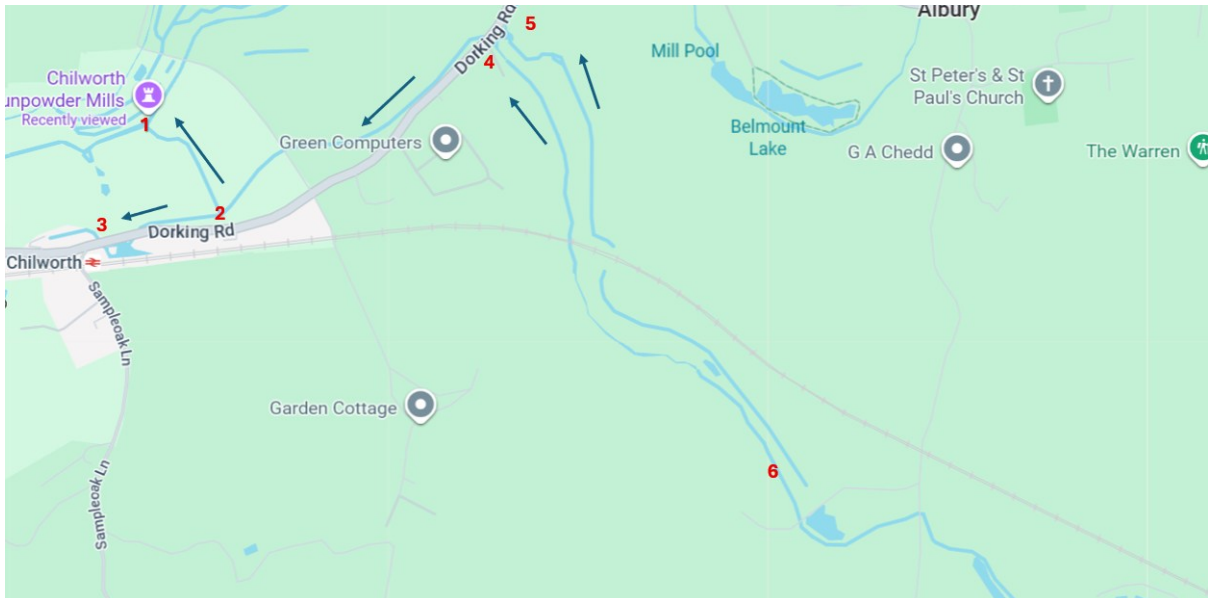 Albury
5
Dorking Rd
4
Mill Pool
Chilworth
unpowder Mills
Recently viewed
1
St Peter's & St
Paul's Church
Belmount
Lake
Green Computers
G A Chedd
The Warren
2
3
Dorking Rd
Chilworth
Sampleoak Ln
Garden Cottage
6
Sampleoak Ln